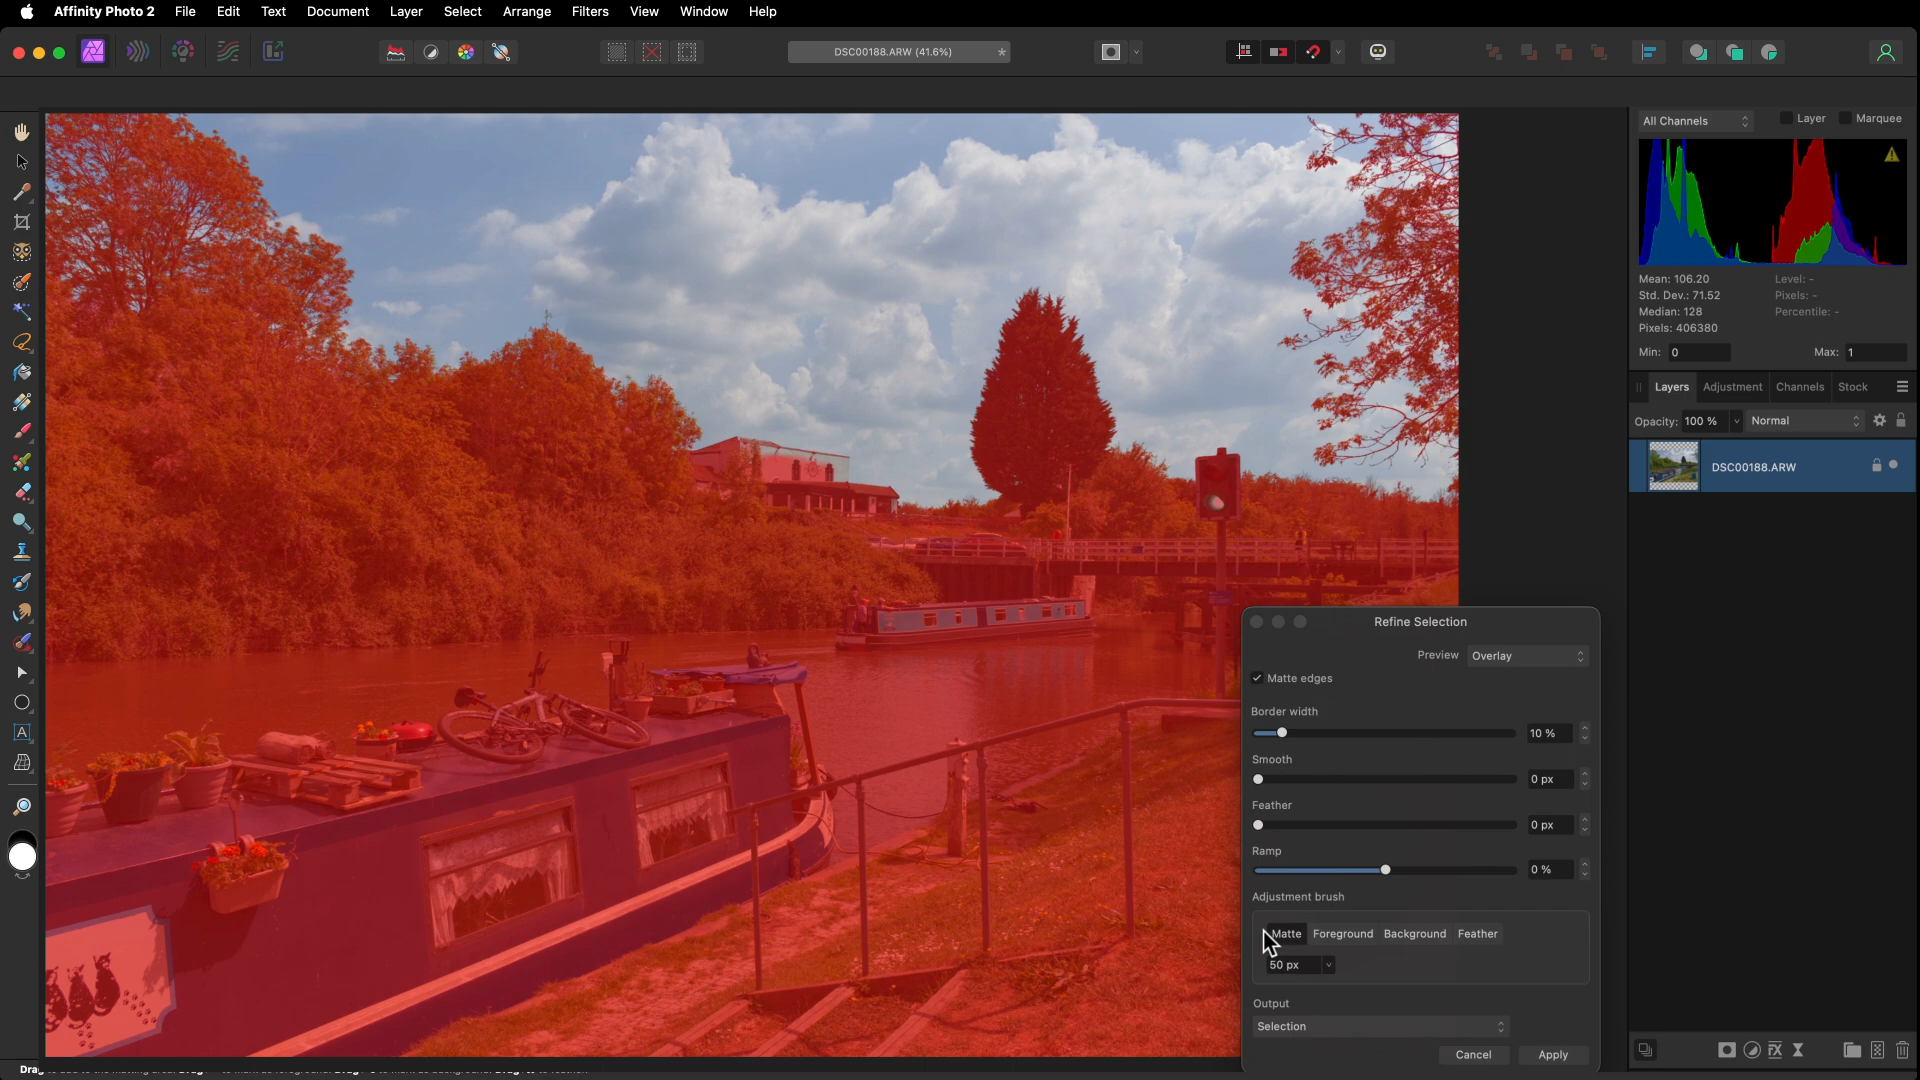 Affinity Photo 2 File Edit Text Document Layer Select Arrange Filters View Window Help
DSC00188.ARW (41.6%) *
All Channels Layer Marquee
Mean: 106.20 Level: -
Std. Dev.: 71.52 Pixels: -
Median: 128 Percentile: -
Pixels: 406380
Min: 0 Max: 1
Layers Adjustment Channels Stock
Opacity: 100 % Normal
DSC00188.ARW
Refine Selection
Preview Overlay
Matte edges
Border width
10 %
Smooth
0 px
Feather
0 px
Ramp
0 %
Adjustment brush
Matte Foreground Background Feather
50 px
Output
Selection
Cancel Apply